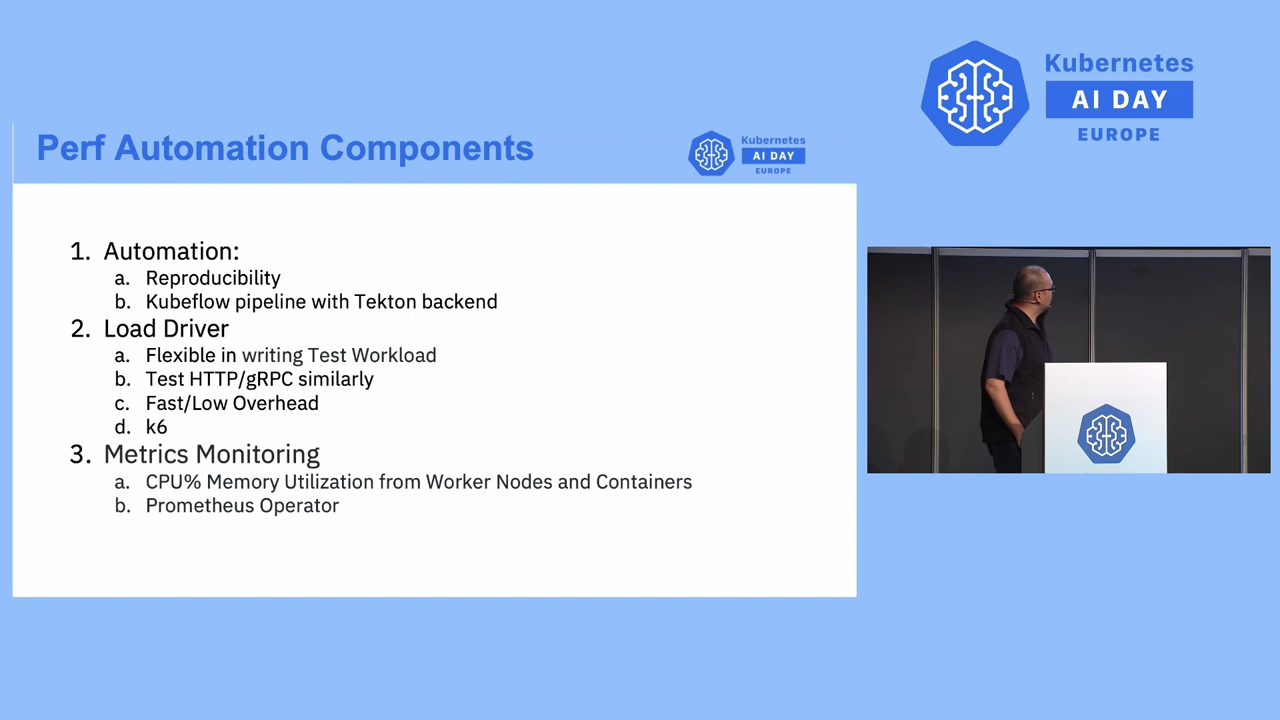 Kubernetes
AI DAY
EUROPE
Perf Automation Components
Kubernetes
AI DAY
EUROPE
1. Automation:
a. Reproducibility
b. Kubeflow pipeline with Tekton backend
2. Load Driver
a. Flexible in writing Test Workload
b. Test HTTP/gRPC similarly
c. Fast/Low Overhead
d. k6
3. Metrics Monitoring
a. CPU% Memory Utilization from Worker Nodes and Containers
b. Prometheus Operator